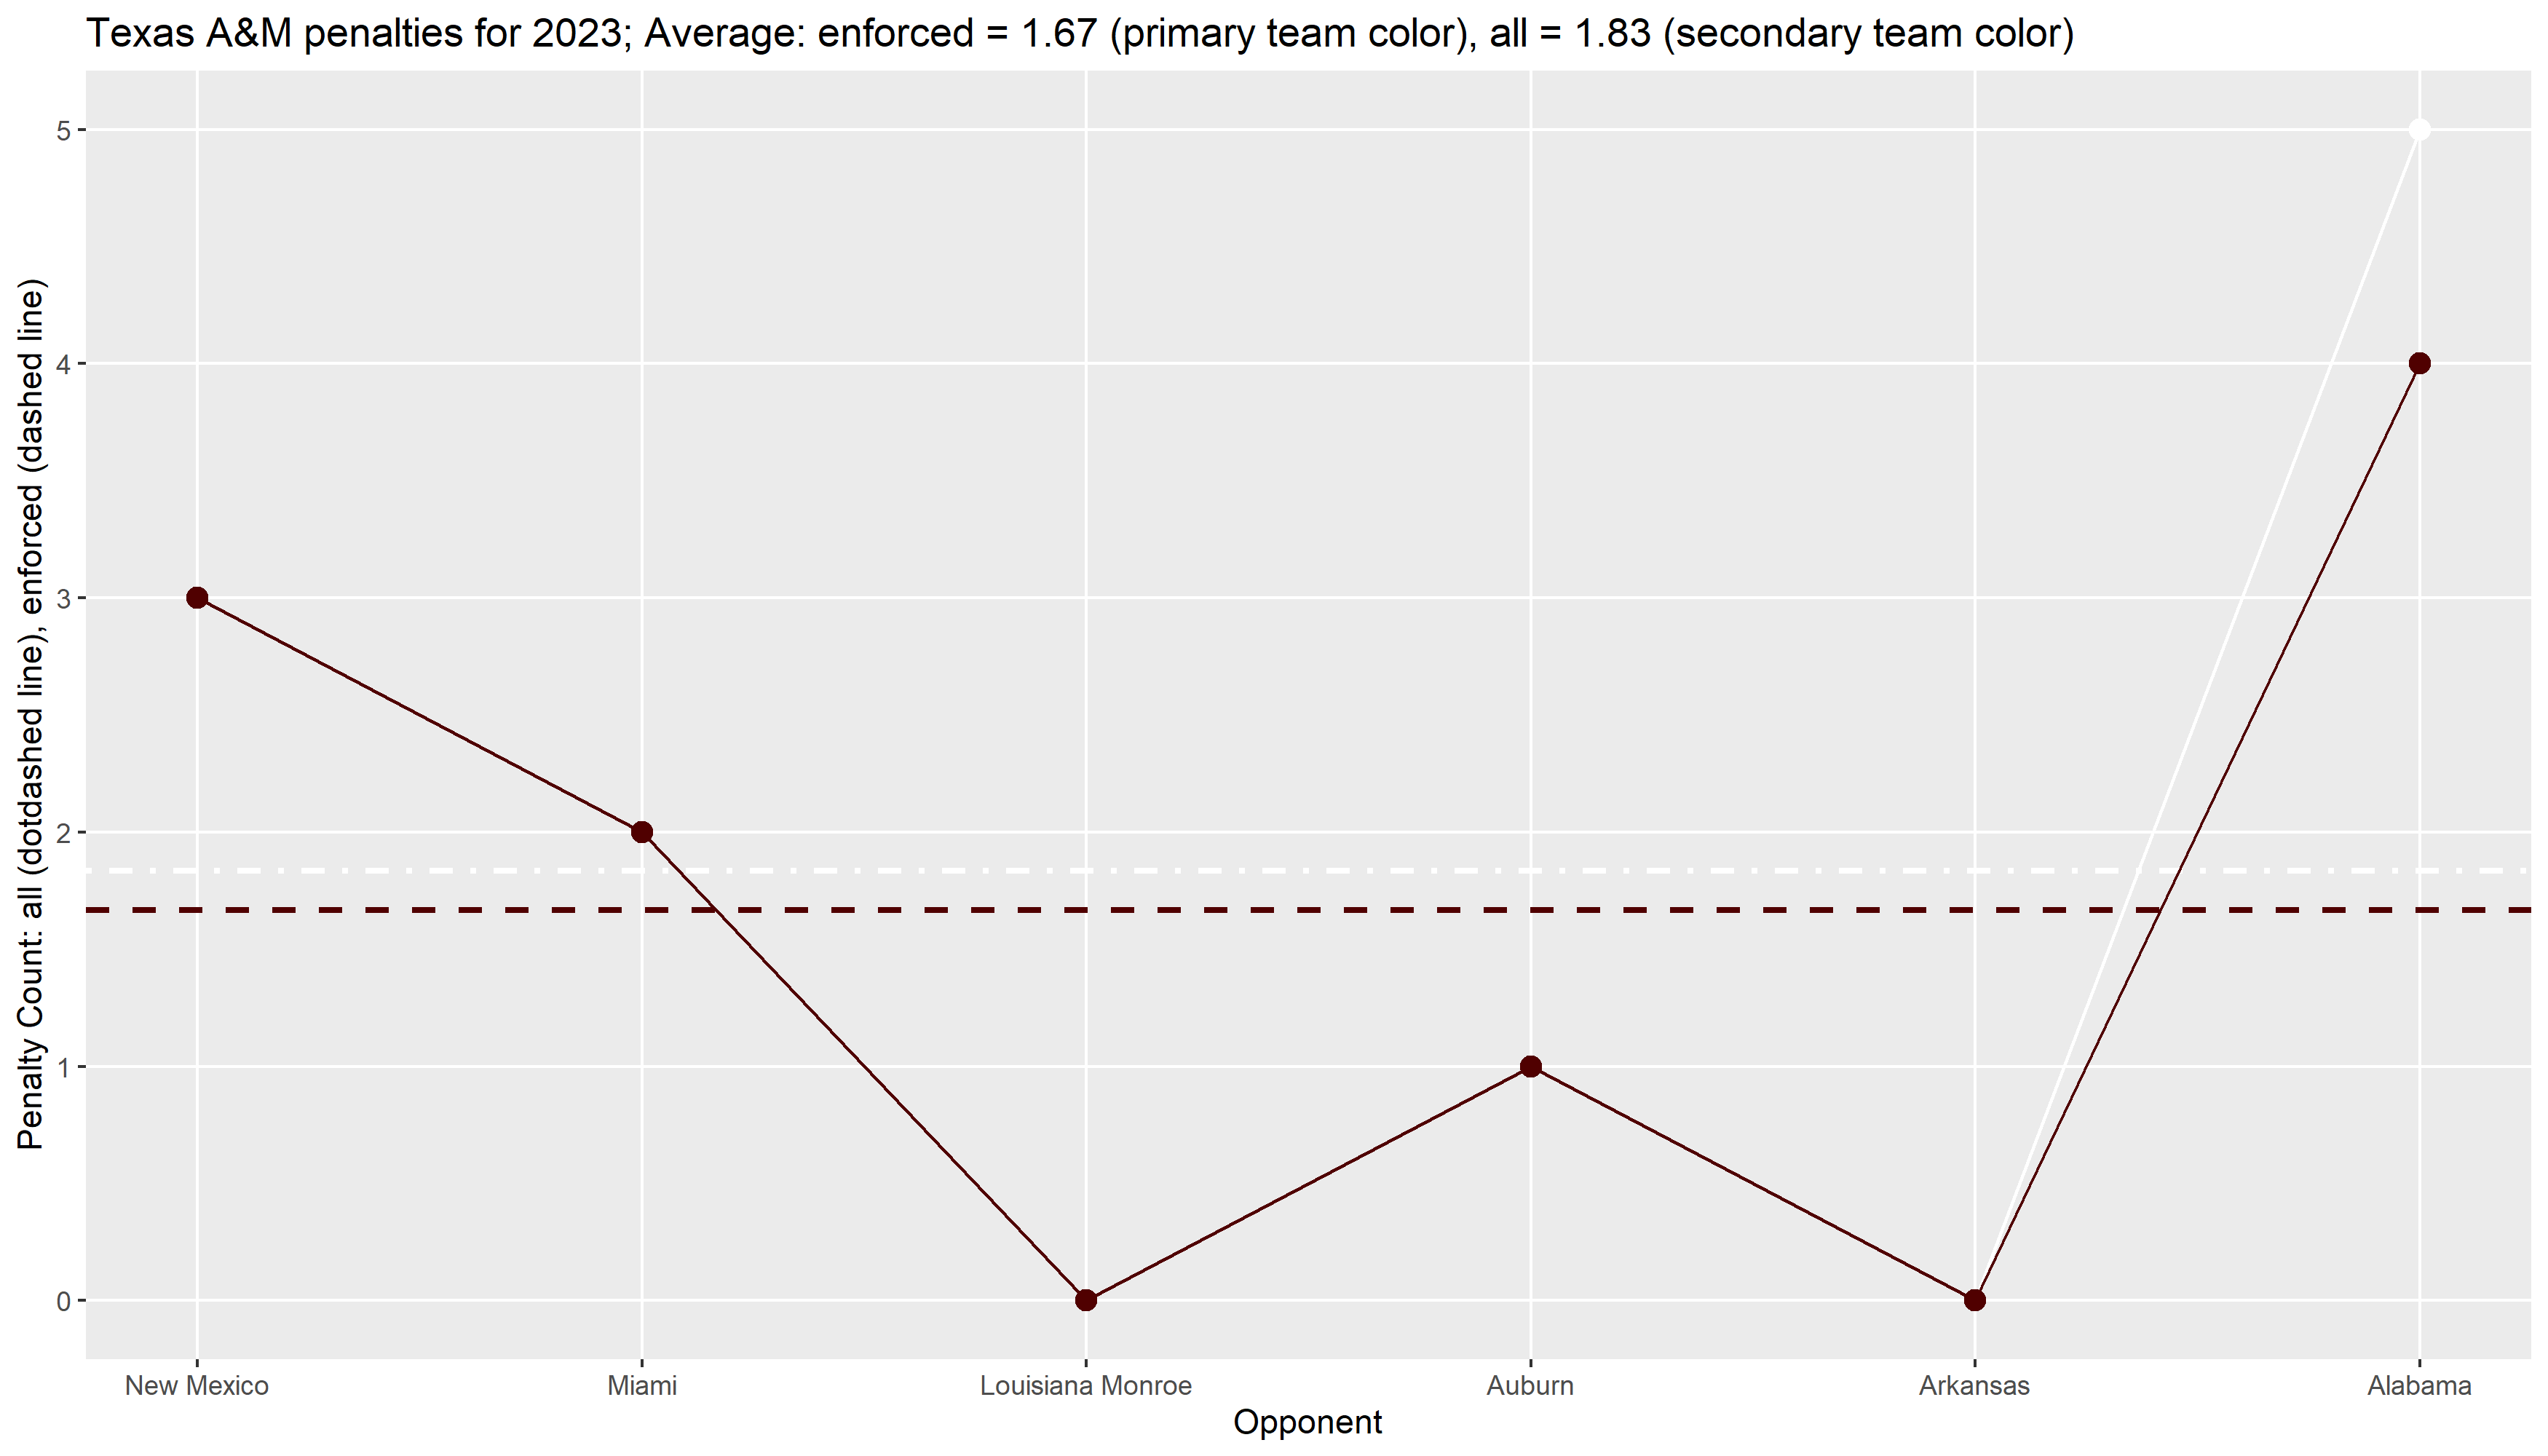 Texas A&M penalties for 2023; Average: enforced = 1.67 (primary team color), all = 1.83 (secondary team color)
Penalty Count: all (dotdashed line), enforced (dashed line)
5
4
3
2
1
0
New Mexico
Miami
Louisiana Monroe
Auburn
Arkansas
Alabama
Opponent